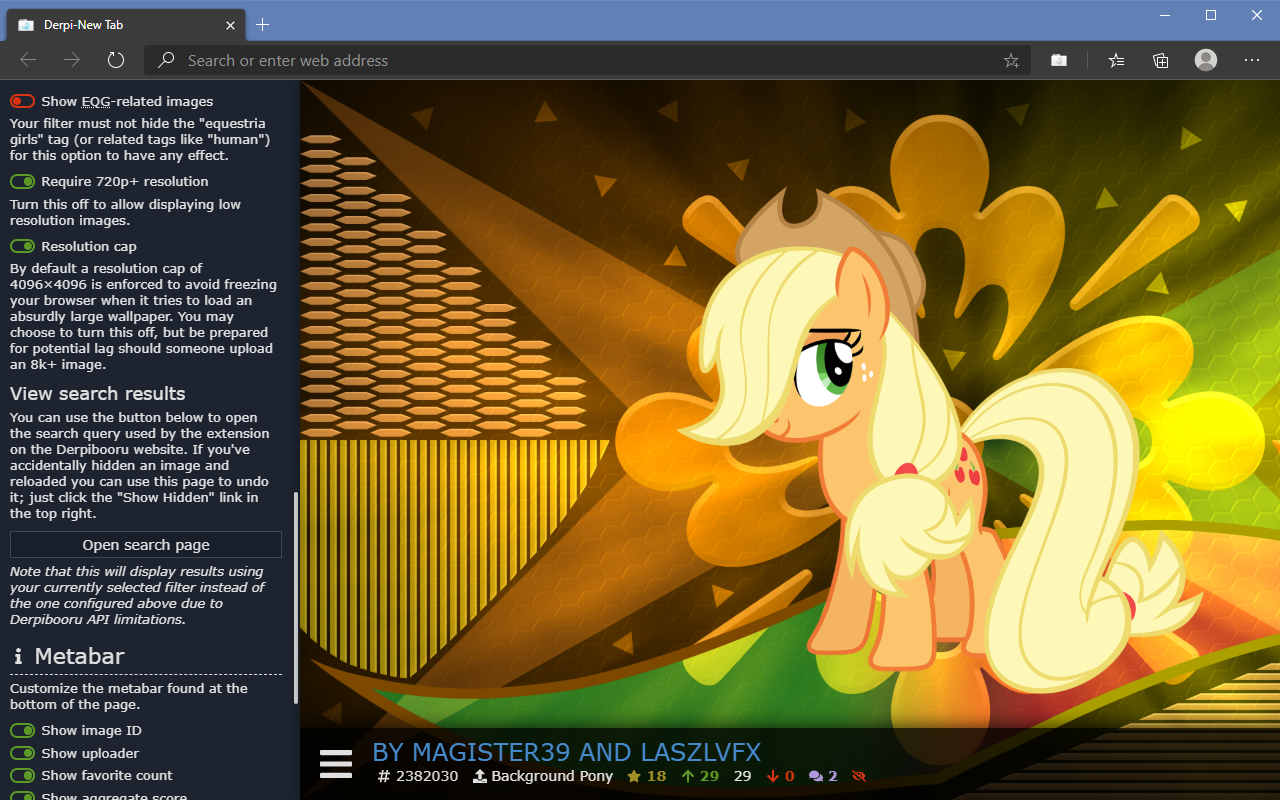 Derpi-New Tab
Search or enter web address
Show EQG-related images
Your filter must not hide the "equestria
girls" tag (or related tags like "human")
for this option to have any effect.
Require 720p+ resolution
Turn this off to allow displaying low
resolution images.
Resolution cap
By default a resolution cap of
4096×4096 is enforced to avoid freezing
your browser when it tries to load an
absurdly large wallpaper. You may
choose to turn this off, but be prepared
for potential lag should someone upload
an 8k+ image.
View search results
You can use the button below to open
the search query used by the extension
on the Derpibooru website. If you've
accidentally hidden an image and
reloaded you can use this page to undo
it; just click the "Show Hidden" link in
the top right.
Open search page
Note that this will display results using
your currently selected filter instead of
the one configured above due to
Derpibooru API limitations.
Metabar
Customize the metabar found at the
bottom of the page.
Show image ID
Show uploader
Show favorite count
Show aggregate score
BY MAGISTER39 AND LASZLVFX
# 2382030 Background Pony 18 29 29 0 2